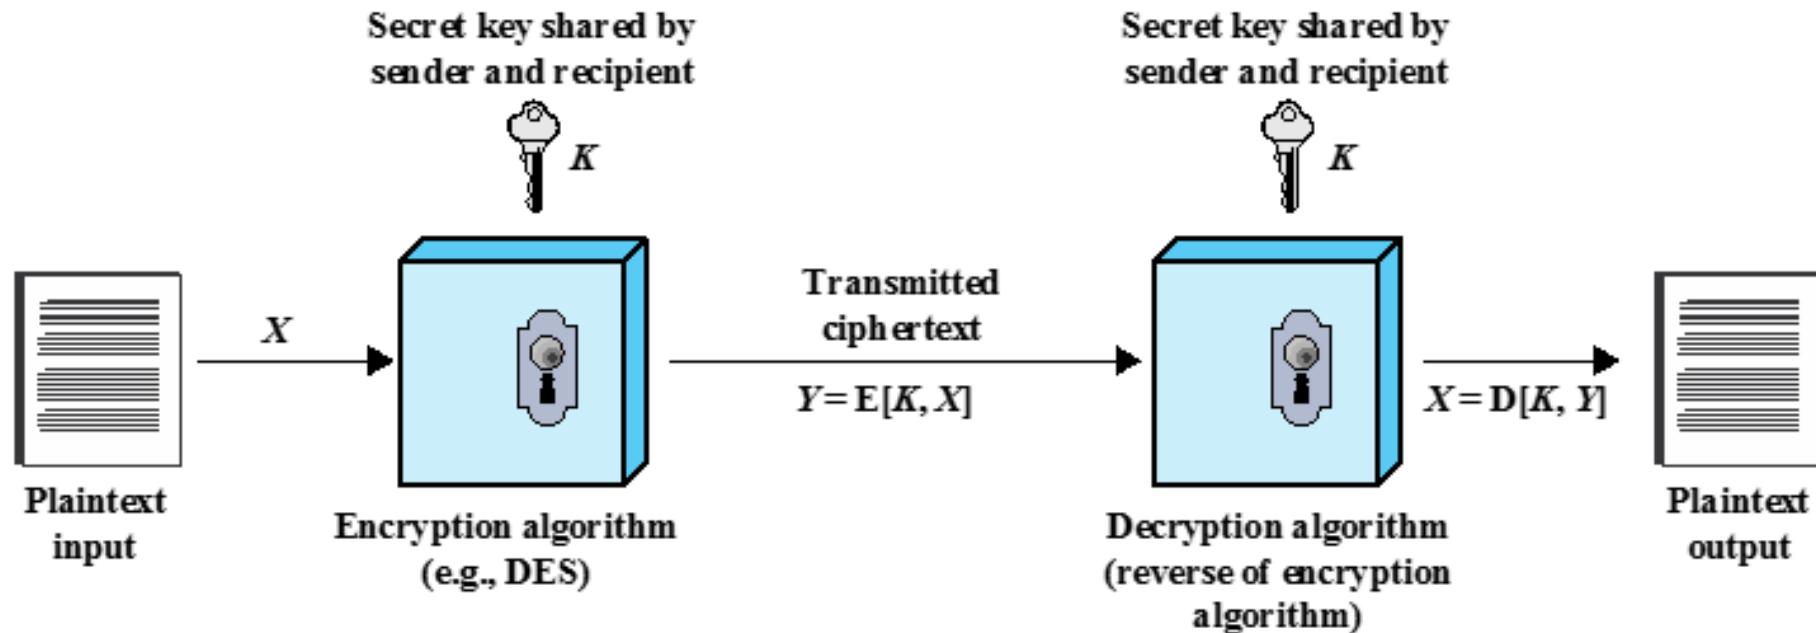 Secret key shared by
sender and recipient
K
Secret key shared by
sender and recipient
K
X
Transmitted
ciphertext
Y = E[K, X]
X = D[K, Y]
Plaintext
input
Encryption algorithm
(e.g., DES)
Decryption algorithm
(reverse of encryption
algorithm)
Plaintext
output